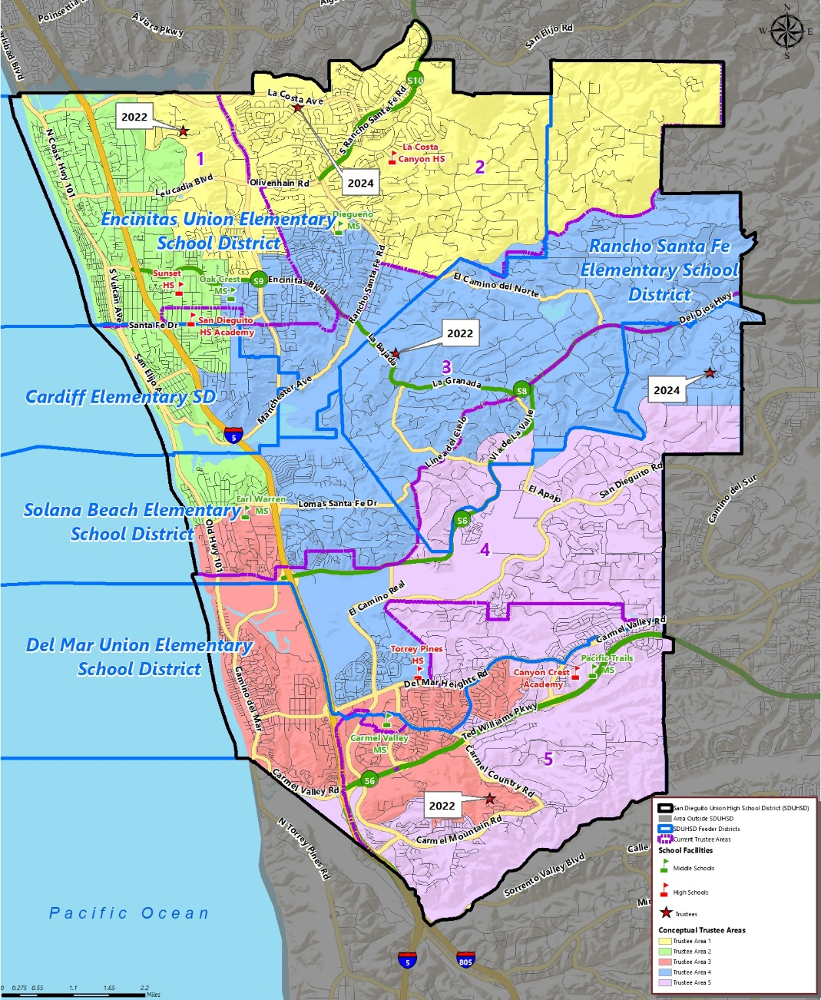 Poinsettia
Aviara Pkwy
San Elijo Rd
N
W
E
S
Carlsbad Blvd
S10
La Costa Ave
2022
S Rancho Santa Fe Rd
N Coast Hwy 101
La Costa
Canyon HS
1
2
Leucadia Blvd
Olivenhain Rd
2024
Encinitas Union Elementary
School District
Diegueno
MS
Rancho Santa Fe
Elementary School
District
S Vulcan Ave
Sunset
HS
Oak Crest
MS
S9
Encinitas Blvd
Rancho Santa Fe Rd
El Camino del Norte
Del Dios Hwy
San Dieguito
HS Academy
Santa Fe Dr
2022
La Bajada
3
San Elijo A
La Granada
S8
2024
Cardiff Elementary SD
Manchester Ave
5
Linea del Cielo
Via de La Valle
San Dieguito Rd
El Apajo
Camino del Sur
Earl Warren
MS
Lomas Santa Fe Dr
Solana Beach Elementary
School District
Old Hwy 101
S6
4
El Camino Real
Carmel Valley Rd
Del Mar Union Elementary
School District
Torrey Pines
HS
Pacific Trails
MS
Canyon Crest
Academy
Del Mar Heights Rd
Camino del Mar
Ted Williams Pkwy
Carmel Valley
MS
5
Carmel Valley Rd
56
Carmel Country Rd
2022
Carmel Mountain Rd
N Torrey Pines Rd
Sorrento Valley Blvd
Calle
Mir
Pacific Ocean
5
805
San Dieguito Union High School District (SDUHSD)
Area Outside SDUHSD
SDUHSD Feeder Districts
Current Trustee Areas
School Facilities
Middle Schools
High Schools
Trustees
Conceptual Trustee Areas
Trustee Area 1
Trustee Area 2
Trustee Area 3
Trustee Area 4
Trustee Area 5
0 0.275 0.55 1.1 1.65 2.2
Miles